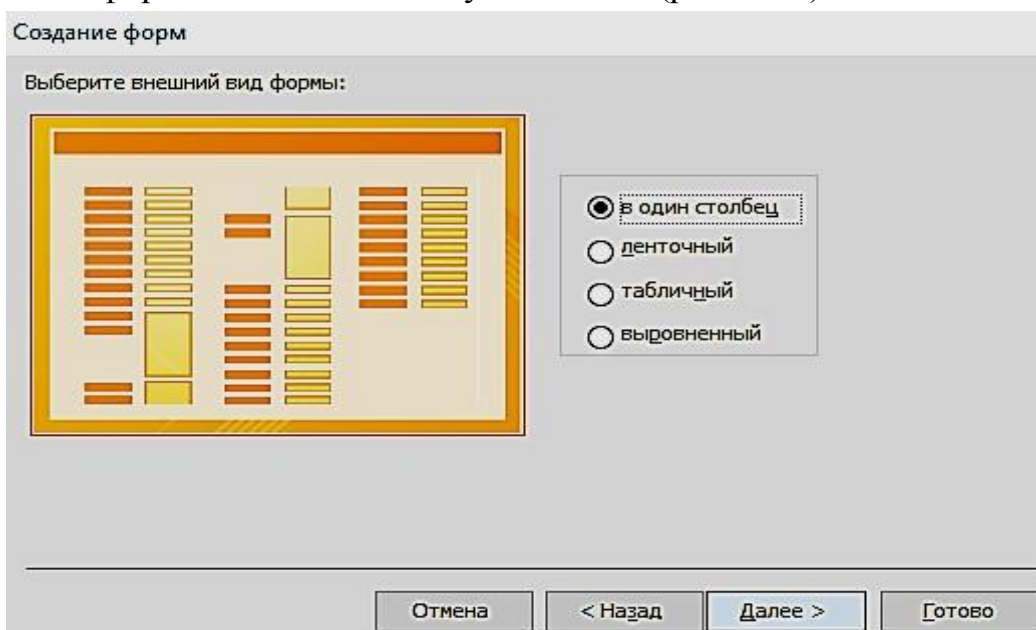 Создание форм
Выберите внешний вид формы:
в один столбец
ленточный
табличный
выровненный
Отмена
< Назад
Далее >
Готово